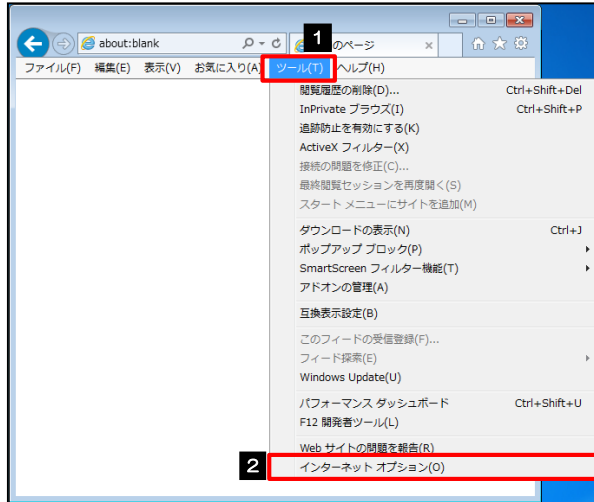 1
about:blank
のページ
ファイル(F) 編集(E) 表示(V) お気に入り(A) ツール(T) ヘルプ(H)
閲覧履歴の削除(D)... Ctrl+Shift+Del
InPrivate ブラウズ(I) Ctrl+Shift+P
追跡防止を有効にする(K)
ActiveX フィルター(X)
接続の問題を修正(C)...
最終閲覧セッションを再度開く(S)
スタート メニューにサイトを追加(M)
ダウンロードの表示(N) Ctrl+J
ポップアップ ブロック(P)
SmartScreen フィルター機能(T)
アドオンの管理(A)
互換表示設定(B)
このフィードの受信登録(F)...
フィード探索(E)
Windows Update(U)
パフォーマンス ダッシュボード Ctrl+Shift+U
F12 開発者ツール(L)
Web サイトの問題を報告(R)
2 インターネット オプション(O)